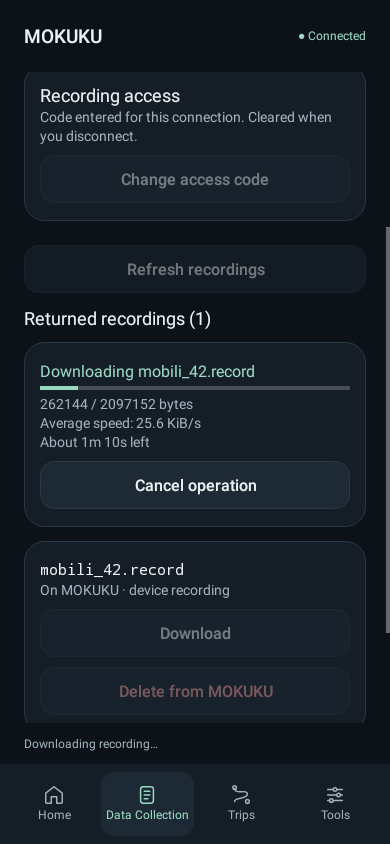 MOKUKU
Connected
Recording access
Code entered for this connection. Cleared when
you disconnect.
Change access code
Refresh recordings
Returned recordings (1)
Downloading mobili_42.record
262144 / 2097152 bytes
Average speed: 25.6 KiB/s
About 1m 10s left
Cancel operation
mobili_42.record
On MOKUKU · device recording
Download
Delete from MOKUKU
Downloading recording…
Home
Data Collection
Trips
Tools